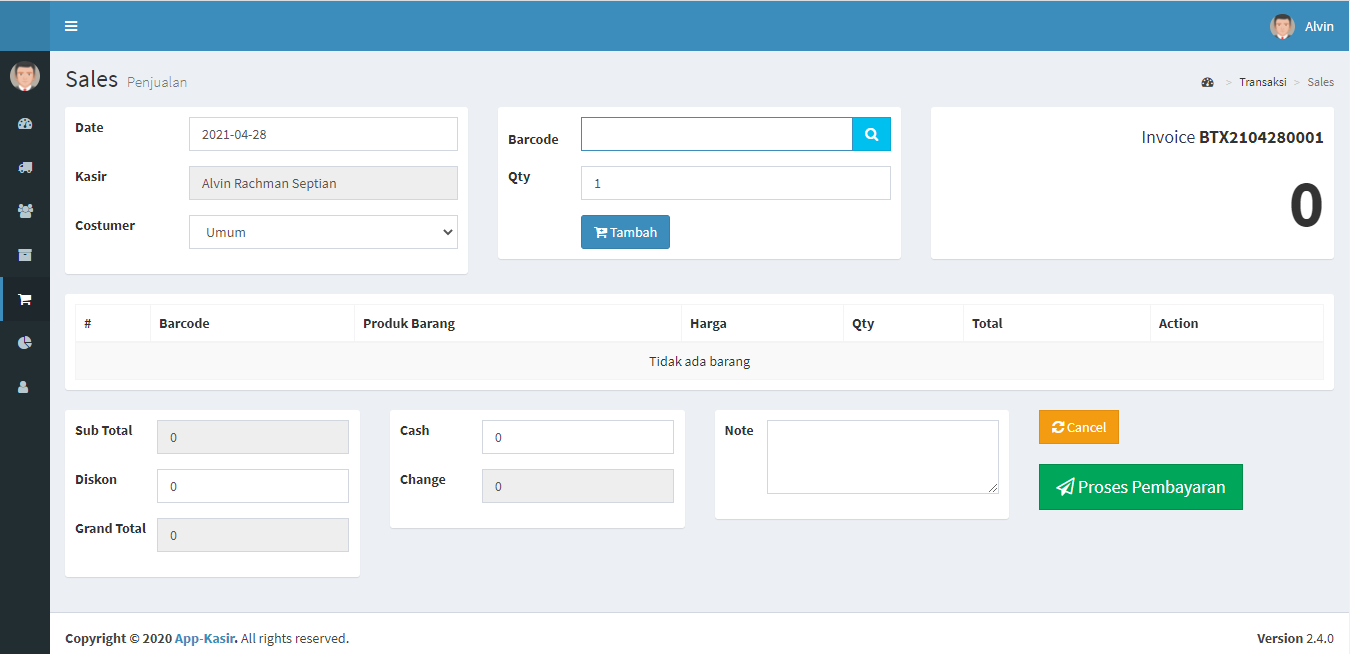 Alvin
Sales Penjualan
> Transaksi > Sales
Date 2021-04-28
Kasir Alvin Rachman Septian
Costumer Umum
Barcode
Qty 1
Tambah
Invoice BTX2104280001
0
# Barcode Produk Barang Harga Qty Total Action
Tidak ada barang
Sub Total 0
Diskon 0
Grand Total 0
Cash 0
Change 0
Note
Cancel
Proses Pembayaran
Copyright © 2020 App-Kasir. All rights reserved.
Version 2.4.0